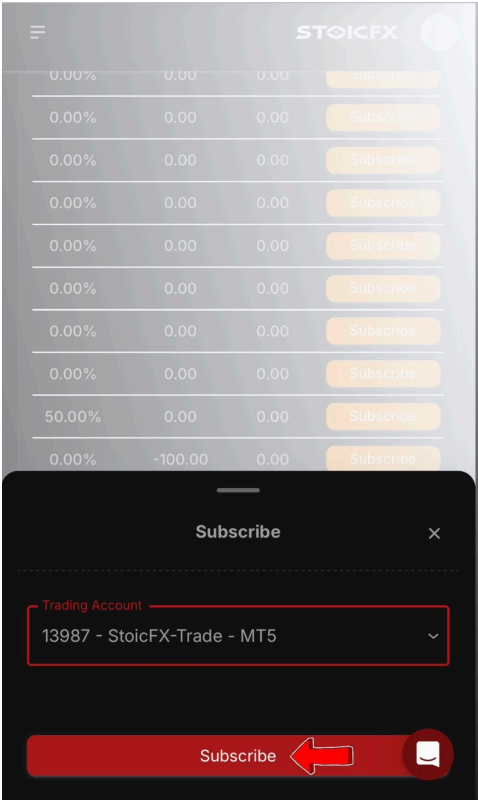 STOICFX
0.00% 0.00 0.00 Subscribe
0.00% 0.00 0.00 Subscribe
0.00% 0.00 0.00 Subscribe
0.00% 0.00 0.00 Subscribe
0.00% 0.00 0.00 Subscribe
0.00% 0.00 0.00 Subscribe
0.00% 0.00 0.00 Subscribe
0.00% 0.00 0.00 Subscribe
50.00% 0.00 0.00 Subscribe
0.00% -100.00 0.00 Subscribe
Subscribe
Trading Account
13987 - StoicFX-Trade - MT5
Subscribe